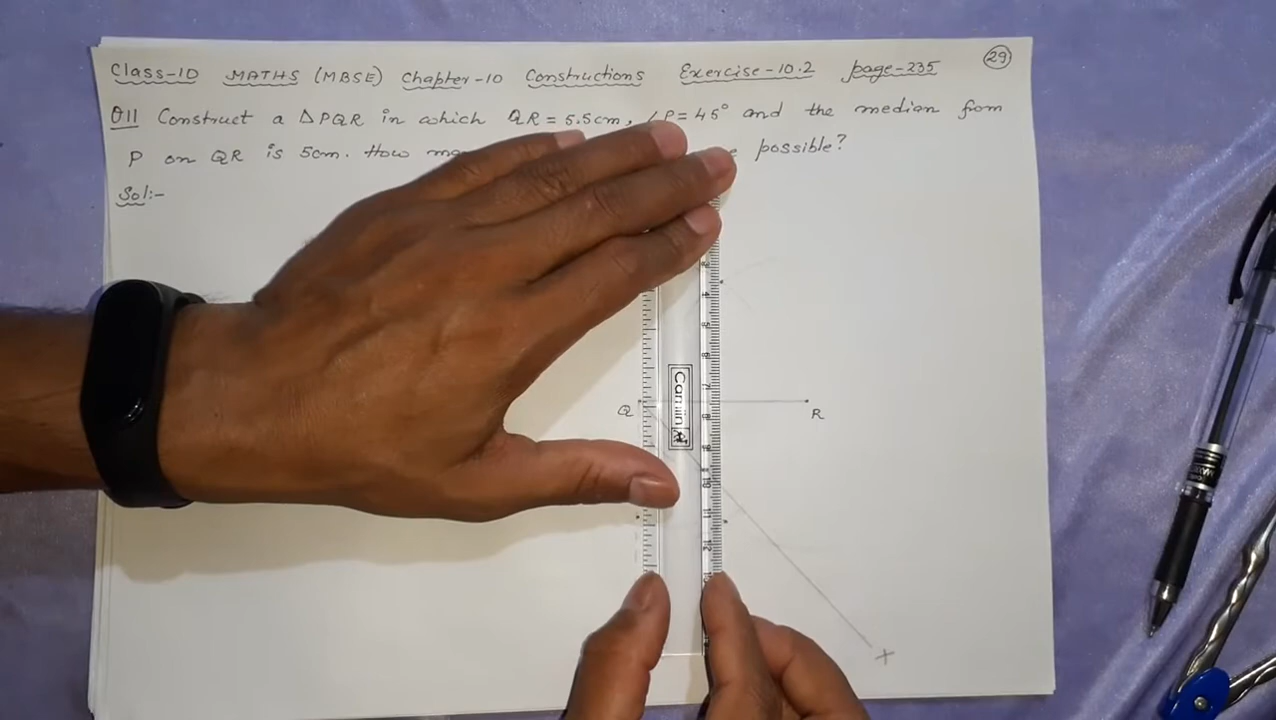 Class-10 MATHS (MBSE) Chapter-10 Constructions Exercise-10.2 page-235
29
Q11 Construct a ΔPQR in which QR = 5.5cm, ∠P = 45° and the median from
P on QR is 5cm. How possible?
Sol:-
Q
R
Camlin
X